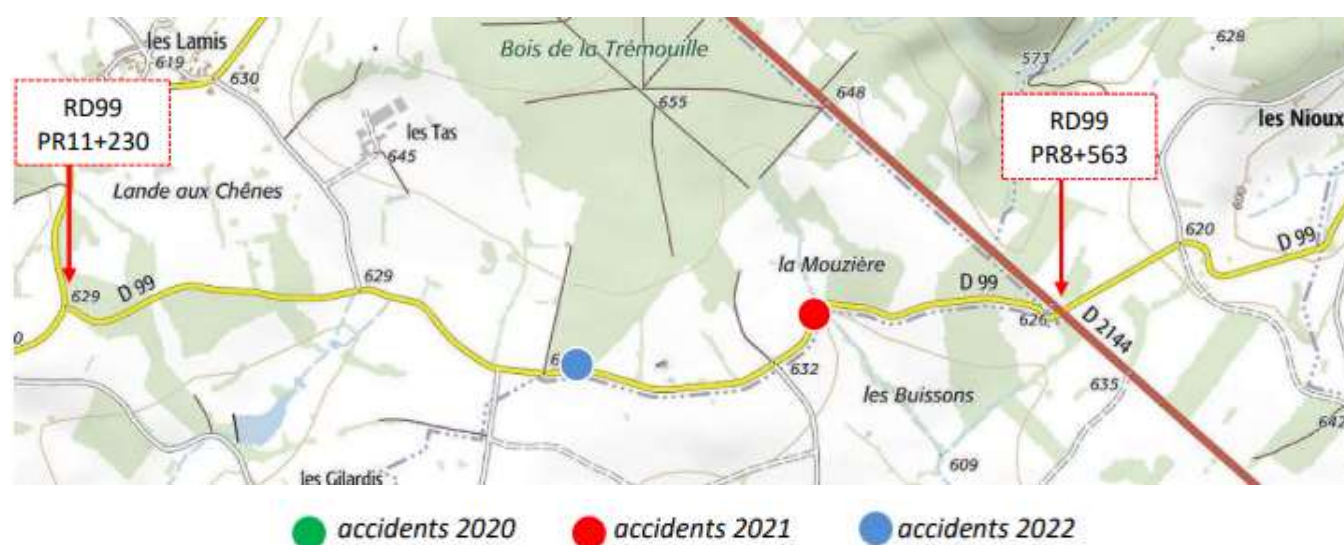 les Lamis
619
630
RD99
PR11+230
les Tas
645
Lande aux Chênes
Bois de la Trémouille
655
648
573
628
RD99
PR8+563
les Nioux
600
620
D 99
629
D 99
629
la Mouzière
D 99
626
D 2144
632
635
les Buissons
642
609
les Gilardis
accidents 2020
accidents 2021
accidents 2022